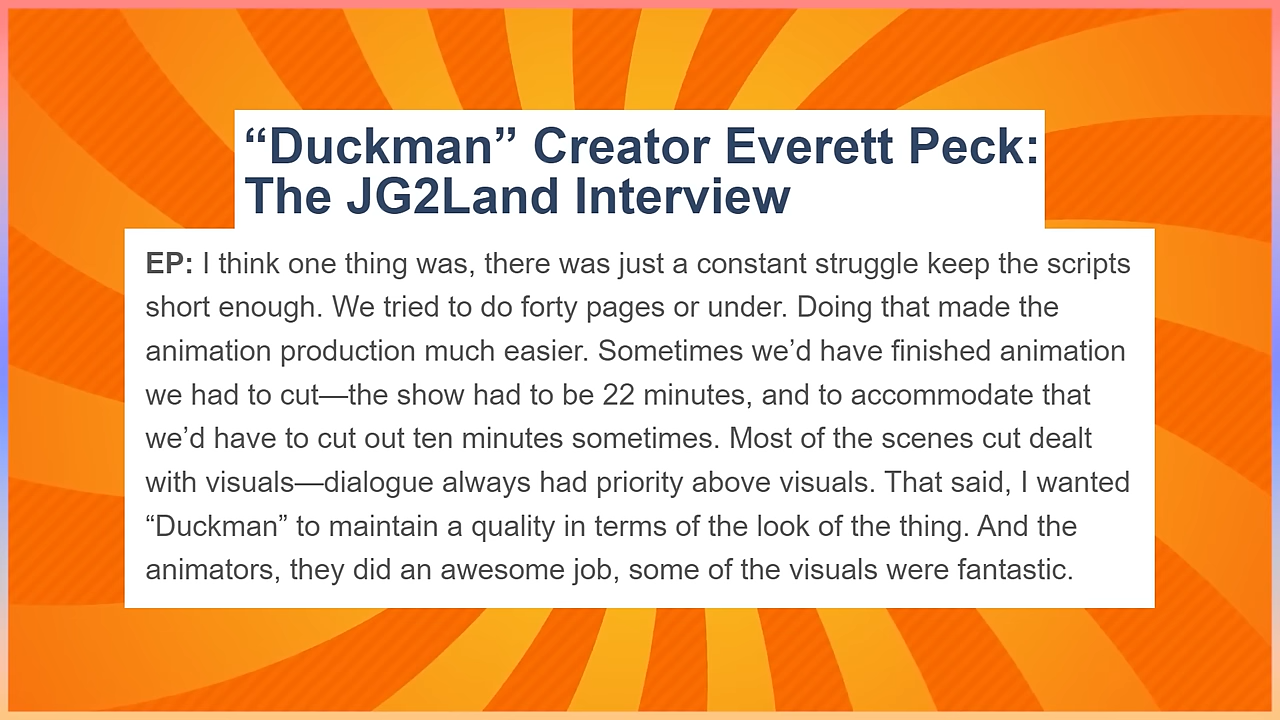 “Duckman” Creator Everett Peck:
The JG2Land Interview
EP: I think one thing was, there was just a constant struggle keep the scripts
short enough. We tried to do forty pages or under. Doing that made the
animation production much easier. Sometimes we’d have finished animation
we had to cut—the show had to be 22 minutes, and to accommodate that
we’d have to cut out ten minutes sometimes. Most of the scenes cut dealt
with visuals—dialogue always had priority above visuals. That said, I wanted
“Duckman” to maintain a quality in terms of the look of the thing. And the
animators, they did an awesome job, some of the visuals were fantastic.